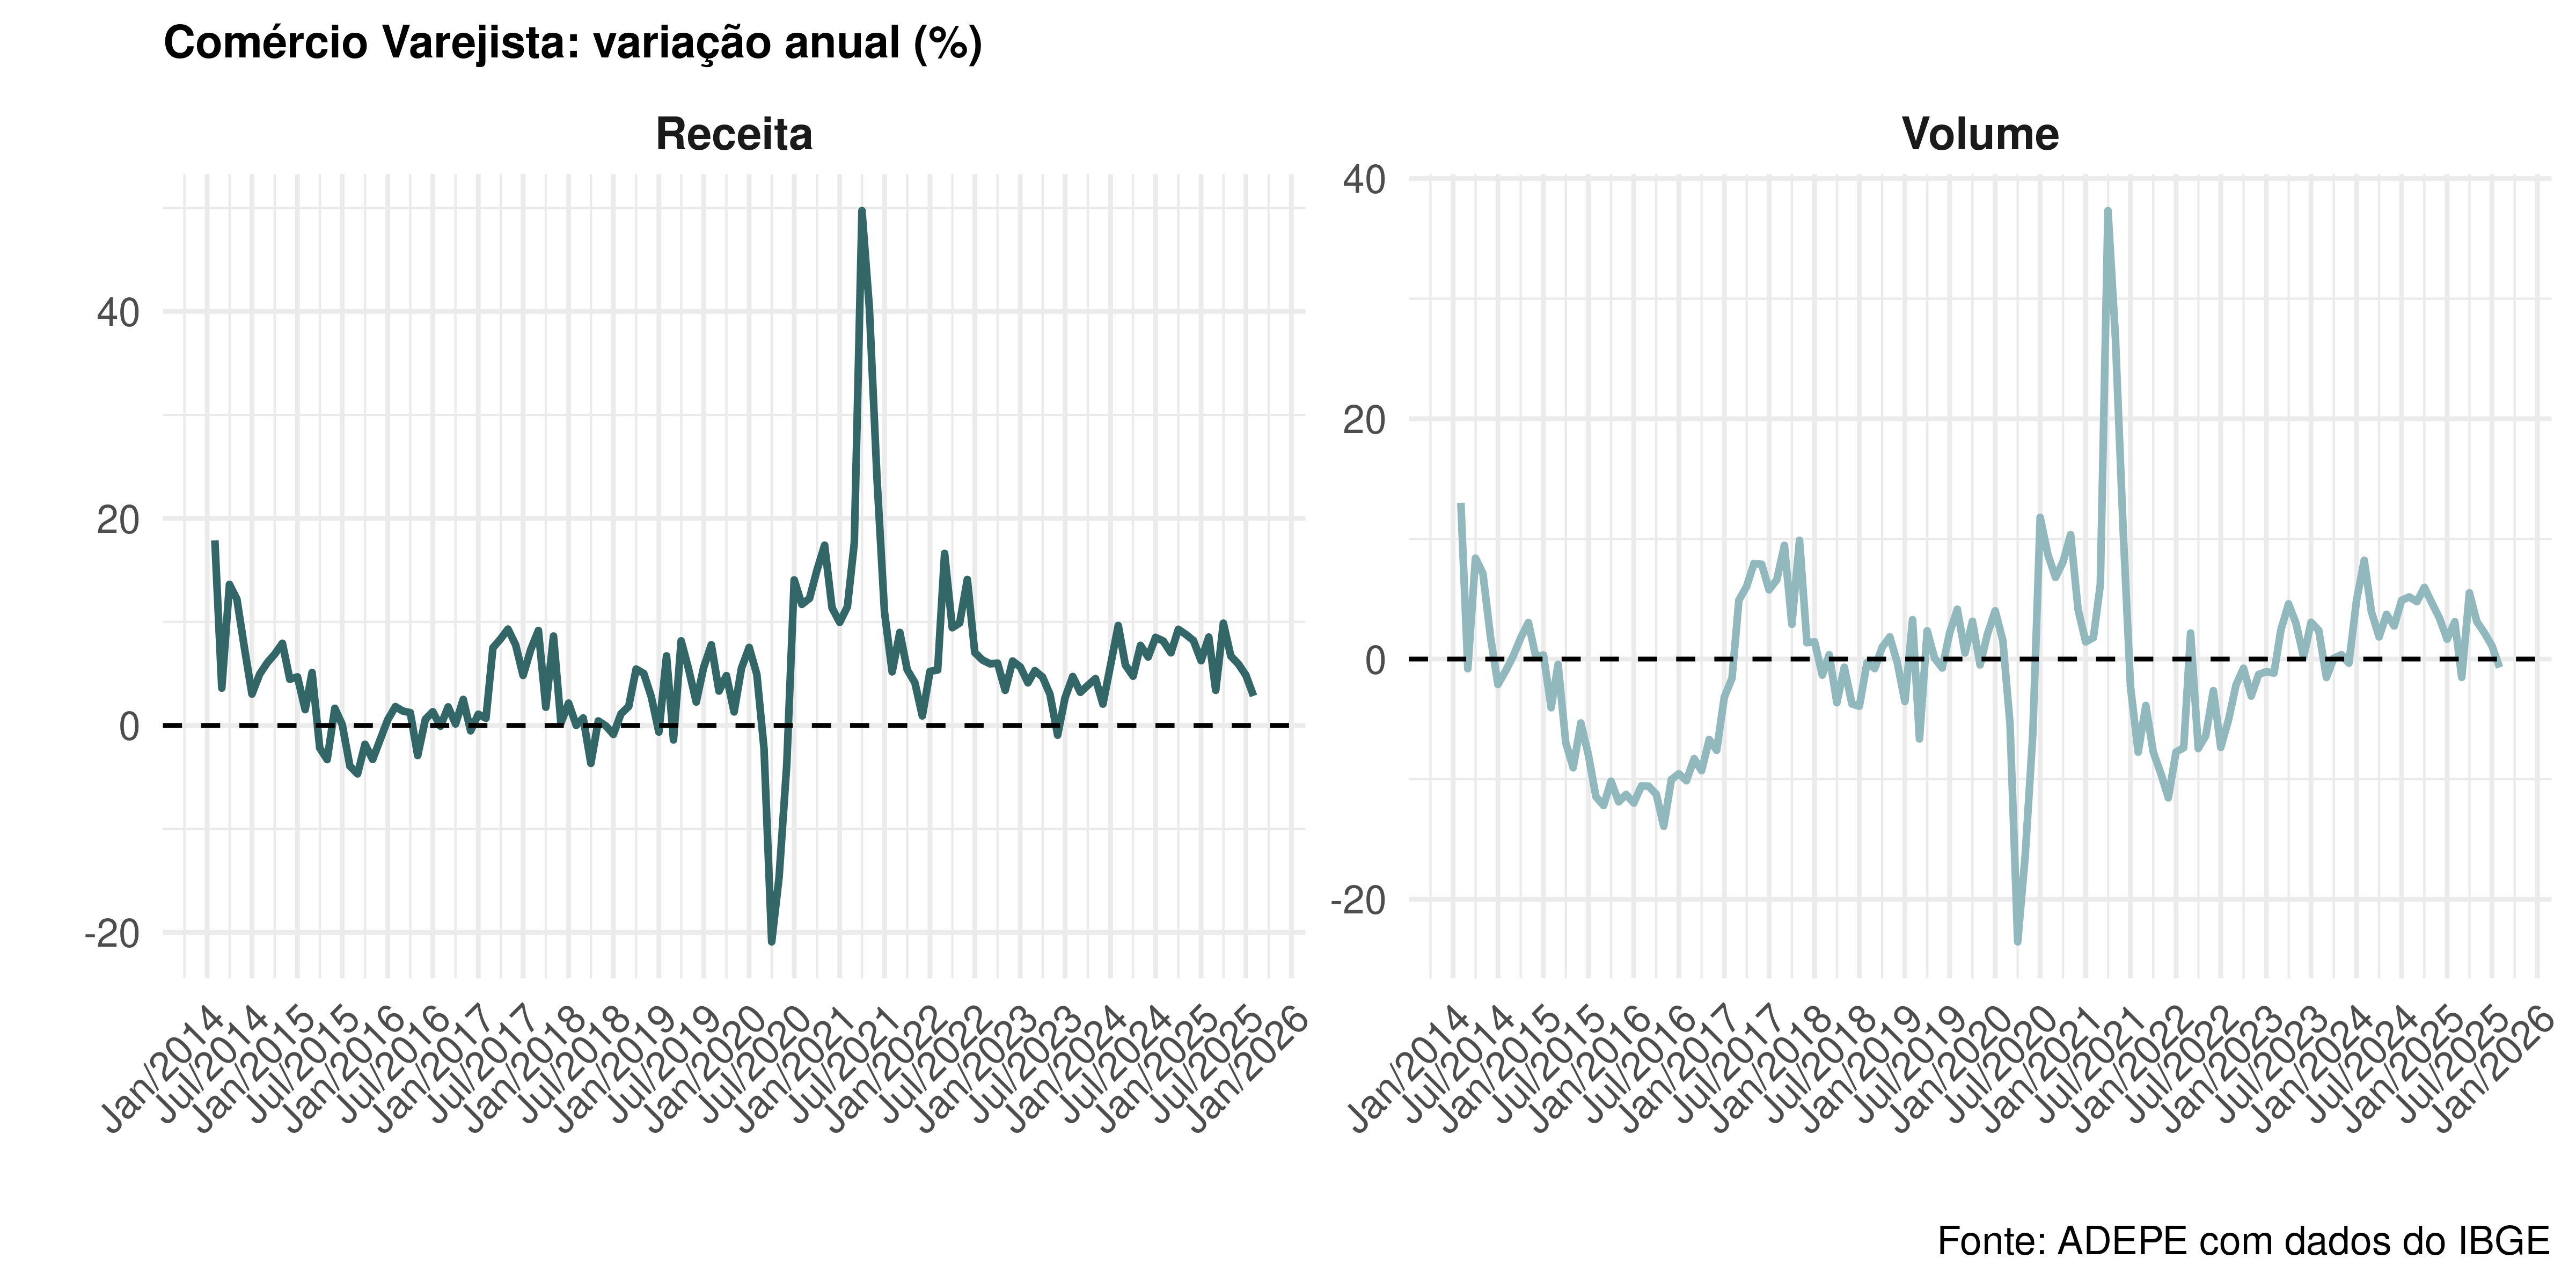 Comércio Varejista: variação anual (%)
Receita
Volume
40
20
0
-20
40
20
0
-20
Jan/2014
Jul/2014
Jan/2015
Jul/2015
Jan/2016
Jul/2016
Jan/2017
Jul/2017
Jan/2018
Jul/2018
Jan/2019
Jul/2019
Jan/2020
Jul/2020
Jan/2021
Jul/2021
Jan/2022
Jul/2022
Jan/2023
Jul/2023
Jan/2024
Jul/2024
Jan/2025
Jul/2025
Jan/2026
Jan/2014
Jul/2014
Jan/2015
Jul/2015
Jan/2016
Jul/2016
Jan/2017
Jul/2017
Jan/2018
Jul/2018
Jan/2019
Jul/2019
Jan/2020
Jul/2020
Jan/2021
Jul/2021
Jan/2022
Jul/2022
Jan/2023
Jul/2023
Jan/2024
Jul/2024
Jan/2025
Jul/2025
Jan/2026
Fonte: ADEPE com dados do IBGE